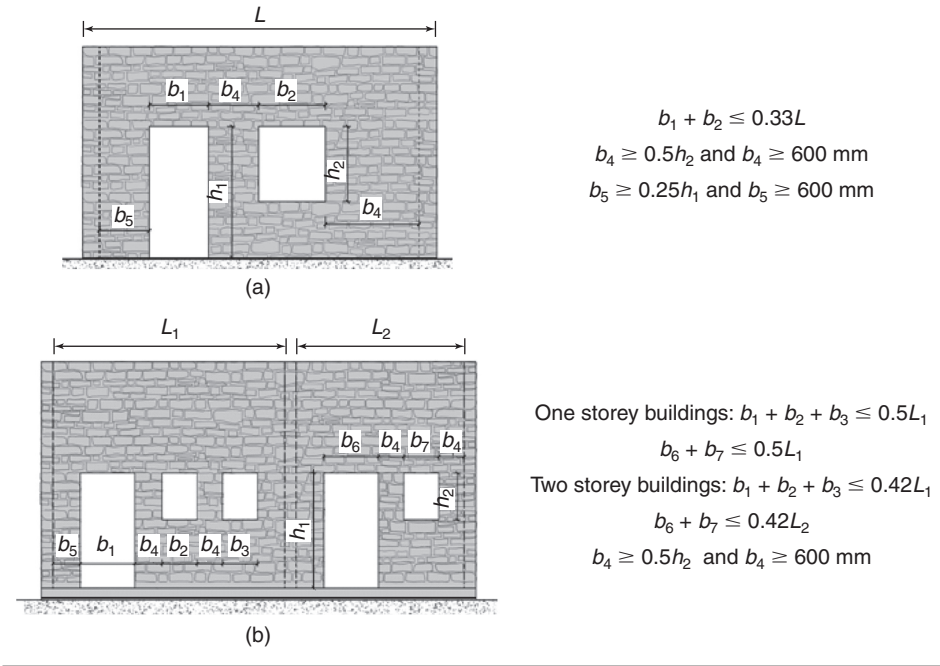 L
b₁ b₄ b₂
b₁ + b₂ ≤ 0.33L
b₄ ≥ 0.5h₂ and b₄ ≥ 600 mm
b₅ ≥ 0.25h₁ and b₅ ≥ 600 mm
h₁
h₂
b₄
b₅
(a)
L₁ L₂
One storey buildings: b₁ + b₂ + b₃ ≤ 0.5L₁
b₆ + b₇ ≤ 0.5L₁
Two storey buildings: b₁ + b₂ + b₃ ≤ 0.42L₁
b₆ + b₇ ≤ 0.42L₂
b₄ ≥ 0.5h₂ and b₄ ≥ 600 mm
b₆ b₄ b₇ b₄
h₂
h₁
b₅ b₁ b₄ b₂ b₄ b₃
(b)